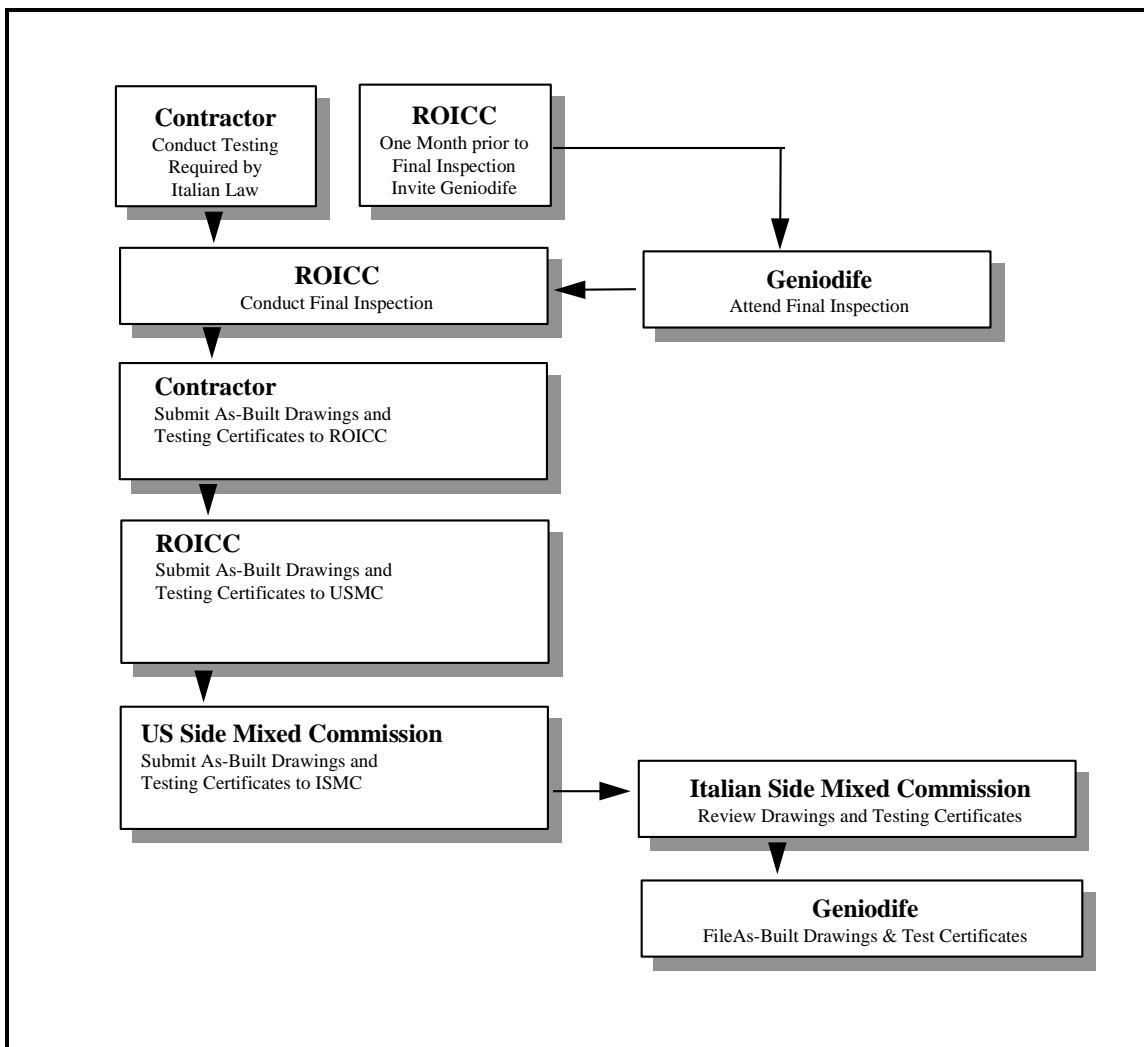 Contractor
Conduct Testing
Required by
Italian Law
ROICC
One Month prior to
Final Inspection
Invite Geniodife
ROICC
Conduct Final Inspection
Geniodife
Attend Final Inspection
Contractor
Submit As-Built Drawings and
Testing Certificates to ROICC
ROICC
Submit As-Built Drawings and
Testing Certificates to USMC
US Side Mixed Commission
Submit As-Built Drawings and
Testing Certificates to ISMC
Italian Side Mixed Commission
Review Drawings and Testing Certificates
Geniodife
FileAs-Built Drawings & Test Certificates